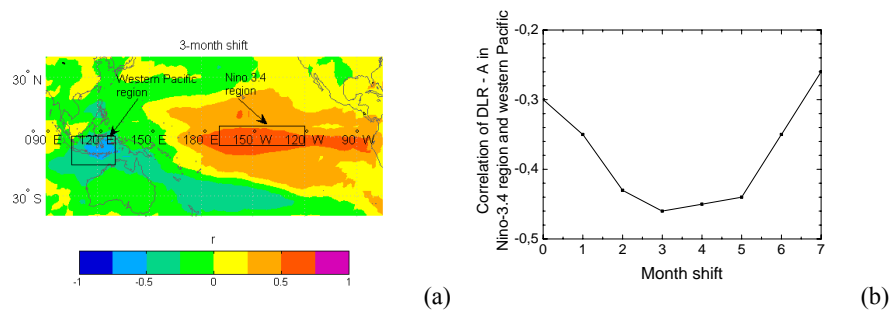 3-month shift
30°N
Western Pacific
region
Nino 3.4
region
090°E 120°E 150°E 180°E 150°W 120°W 90°W
30°S
r
-1 -0.5 0 0.5 1
(a)
Correlation of DLR - A in
Nino-3.4 region and western Pacific
-0,2
-0,3
-0,4
-0,5
0 1 2 3 4 5 6 7
Month shift
(b)